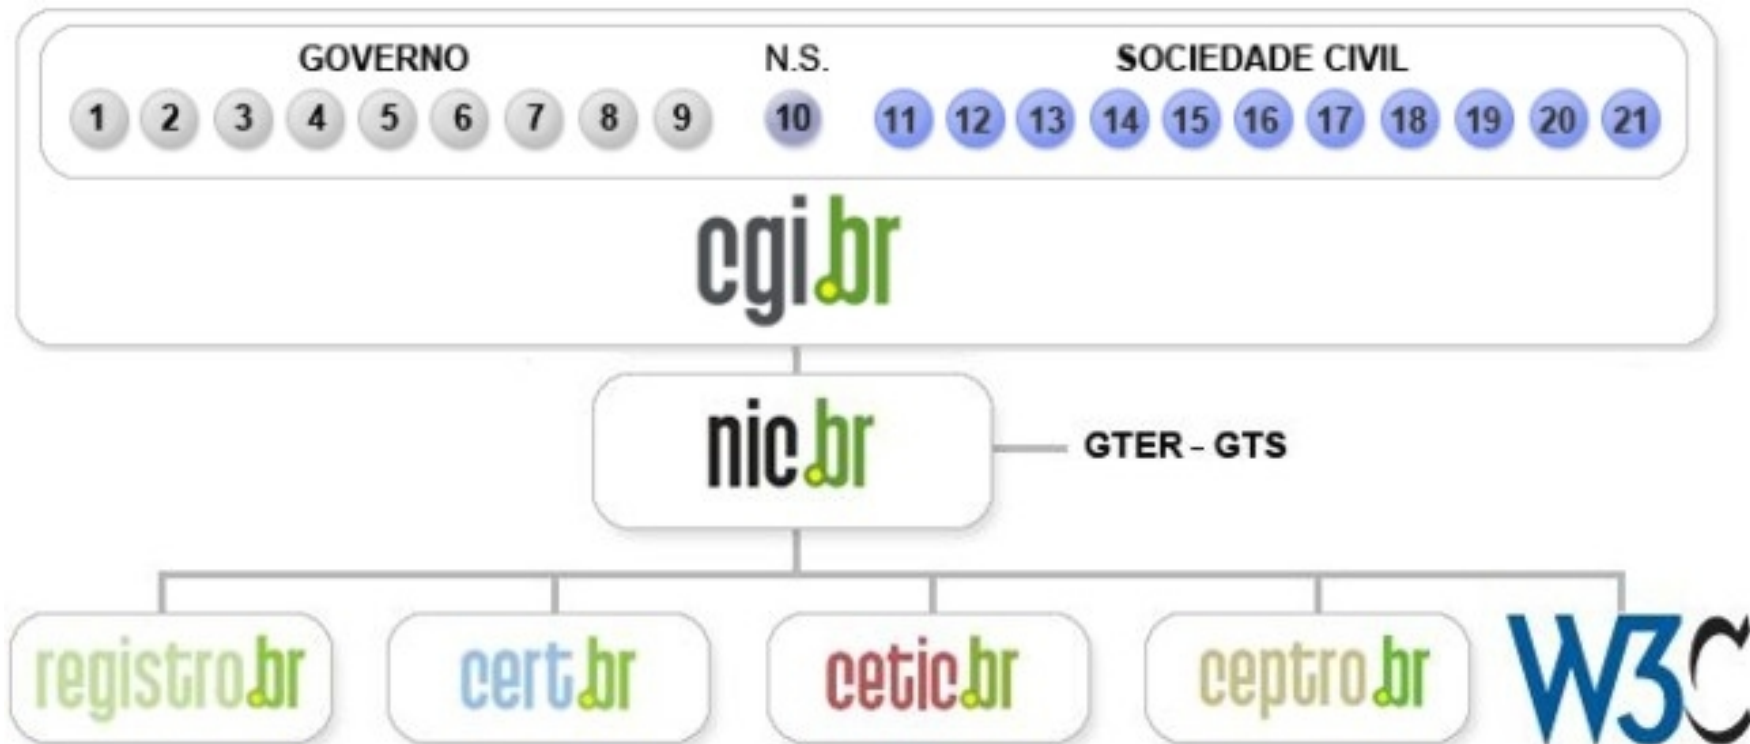 GOVERNO N.S. SOCIEDADE CIVIL
1 2 3 4 5 6 7 8 9 10 11 12 13 14 15 16 17 18 19 20 21
cgi.br
nic.br
GTER - GTS
registro.br cert.br cetic.br ceptro.br W3C